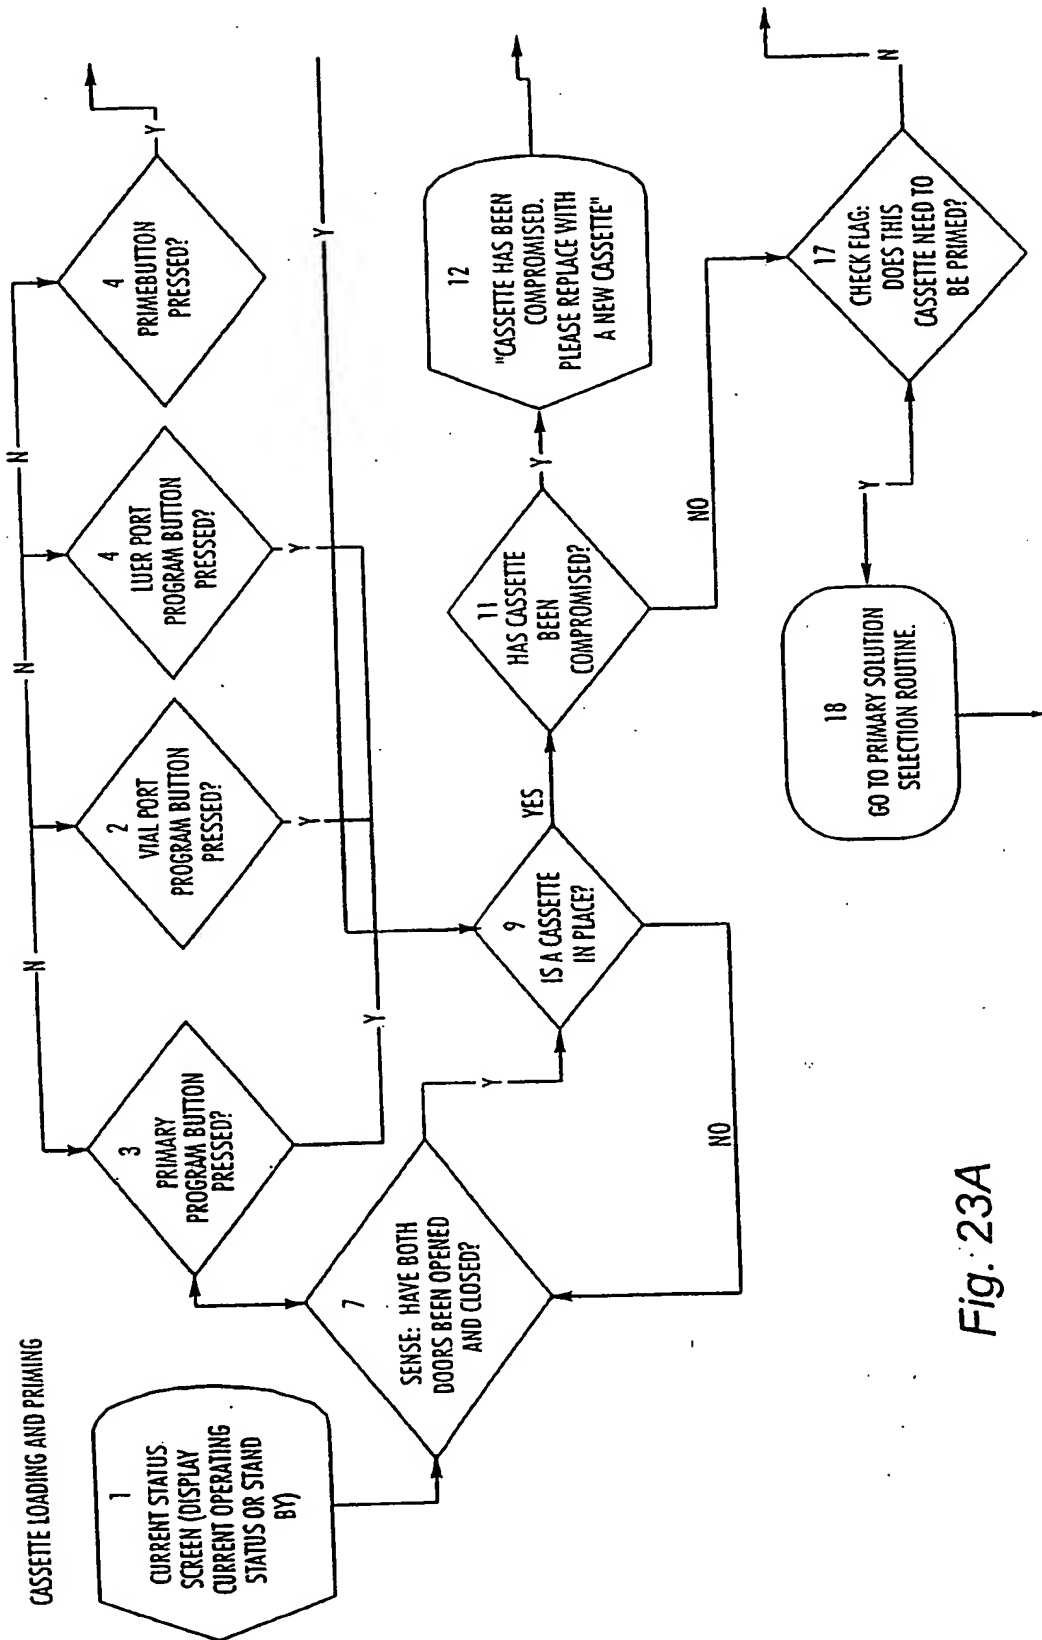 CASSETTE LOADING AND PRIMING
1
CURRENT STATUS
SCREEN (DISPLAY
CURRENT OPERATING
STATUS OR STAND
BY)
7
SENSE: HAVE BOTH
DOORS BEEN OPENED
AND CLOSED?
3
PRIMARY
PROGRAM BUTTON
PRESSED?
N
2
VIAL PORT
PROGRAM BUTTON
PRESSED?
N
4
LUER PORT
PROGRAM BUTTON
PRESSED?
N
4
PRIMEBUTTON
PRESSED?
Y
Y
Y
Y
Y
Y
9
IS A CASSETTE
IN PLACE?
YES
NO
11
HAS CASSETTE
BEEN
COMPROMISED?
Y
NO
12
"CASSETTE HAS BEEN
COMPROMISED.
PLEASE REPLACE WITH
A NEW CASSETTE"
17
CHECK FLAG:
DOES THIS
CASSETTE NEED TO
BE PRIMED?
N
Y
18
GO TO PRIMARY SOLUTION
SELECTION ROUTINE.
Fig. 23A